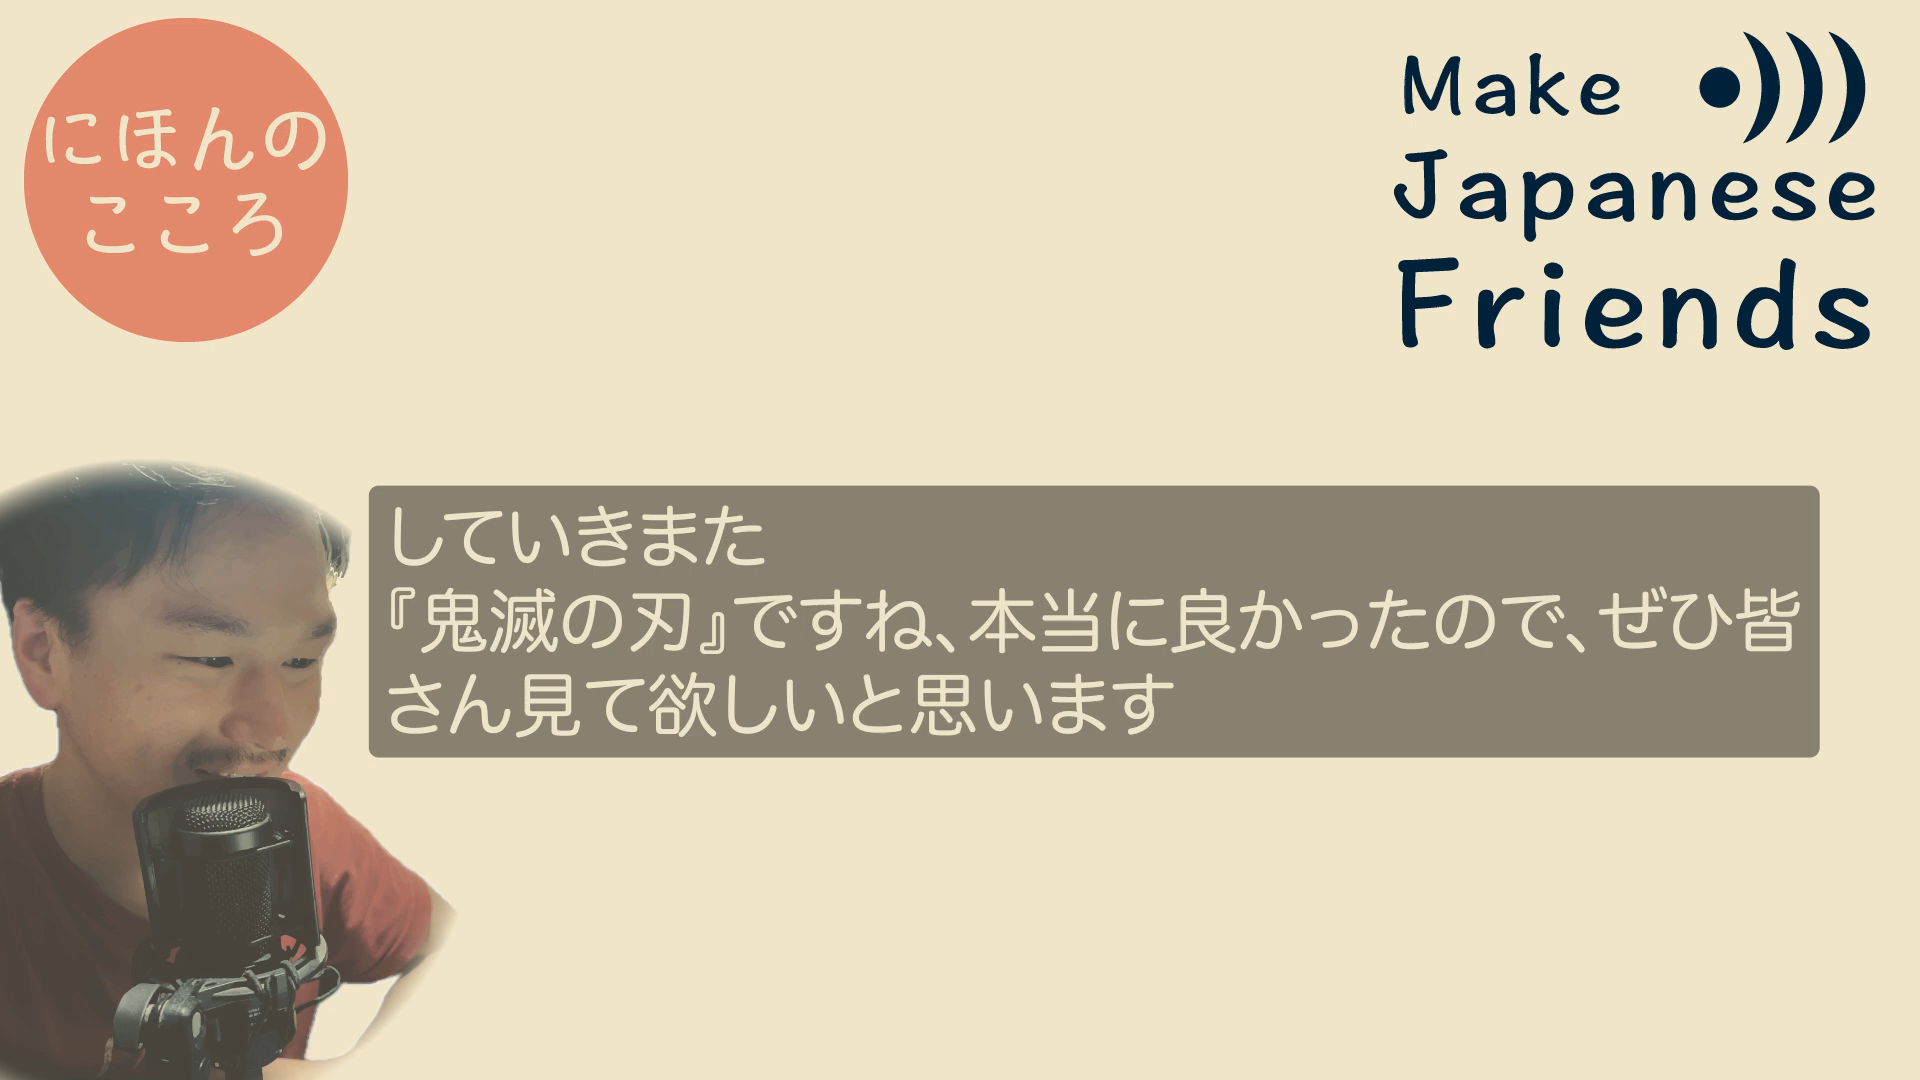 にほんの
こころ
Make
Japanese
Friends
していきまた
『鬼滅の刃』ですね、本当に良かったので、ぜひ皆
さん見て欲しいと思います